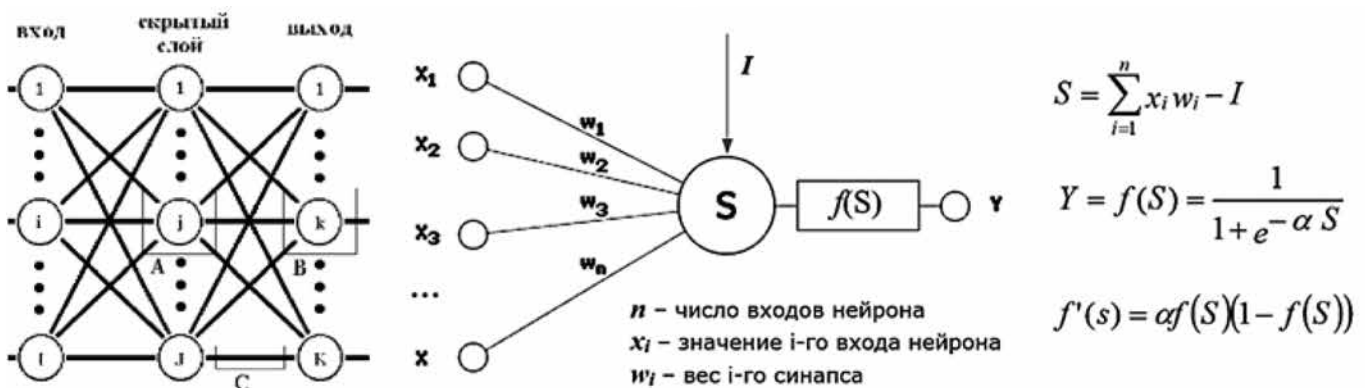 вход
скрытый
слой
выход
1 1 1
i j k
A B
I J K
C
I
x₁
x₂
x₃
...
x
w₁
w₂
w₃
wₙ
S
f(S)
Y
n – число входов нейрона
xᵢ – значение i-го входа нейрона
wᵢ – вес i-го синапса
S = ∑ⁿᵢ₌₁ xᵢ wᵢ – I
Y = f(S) = 1 / (1 + e^(–α S))
f'(s) = αf(S)(1 – f(S))